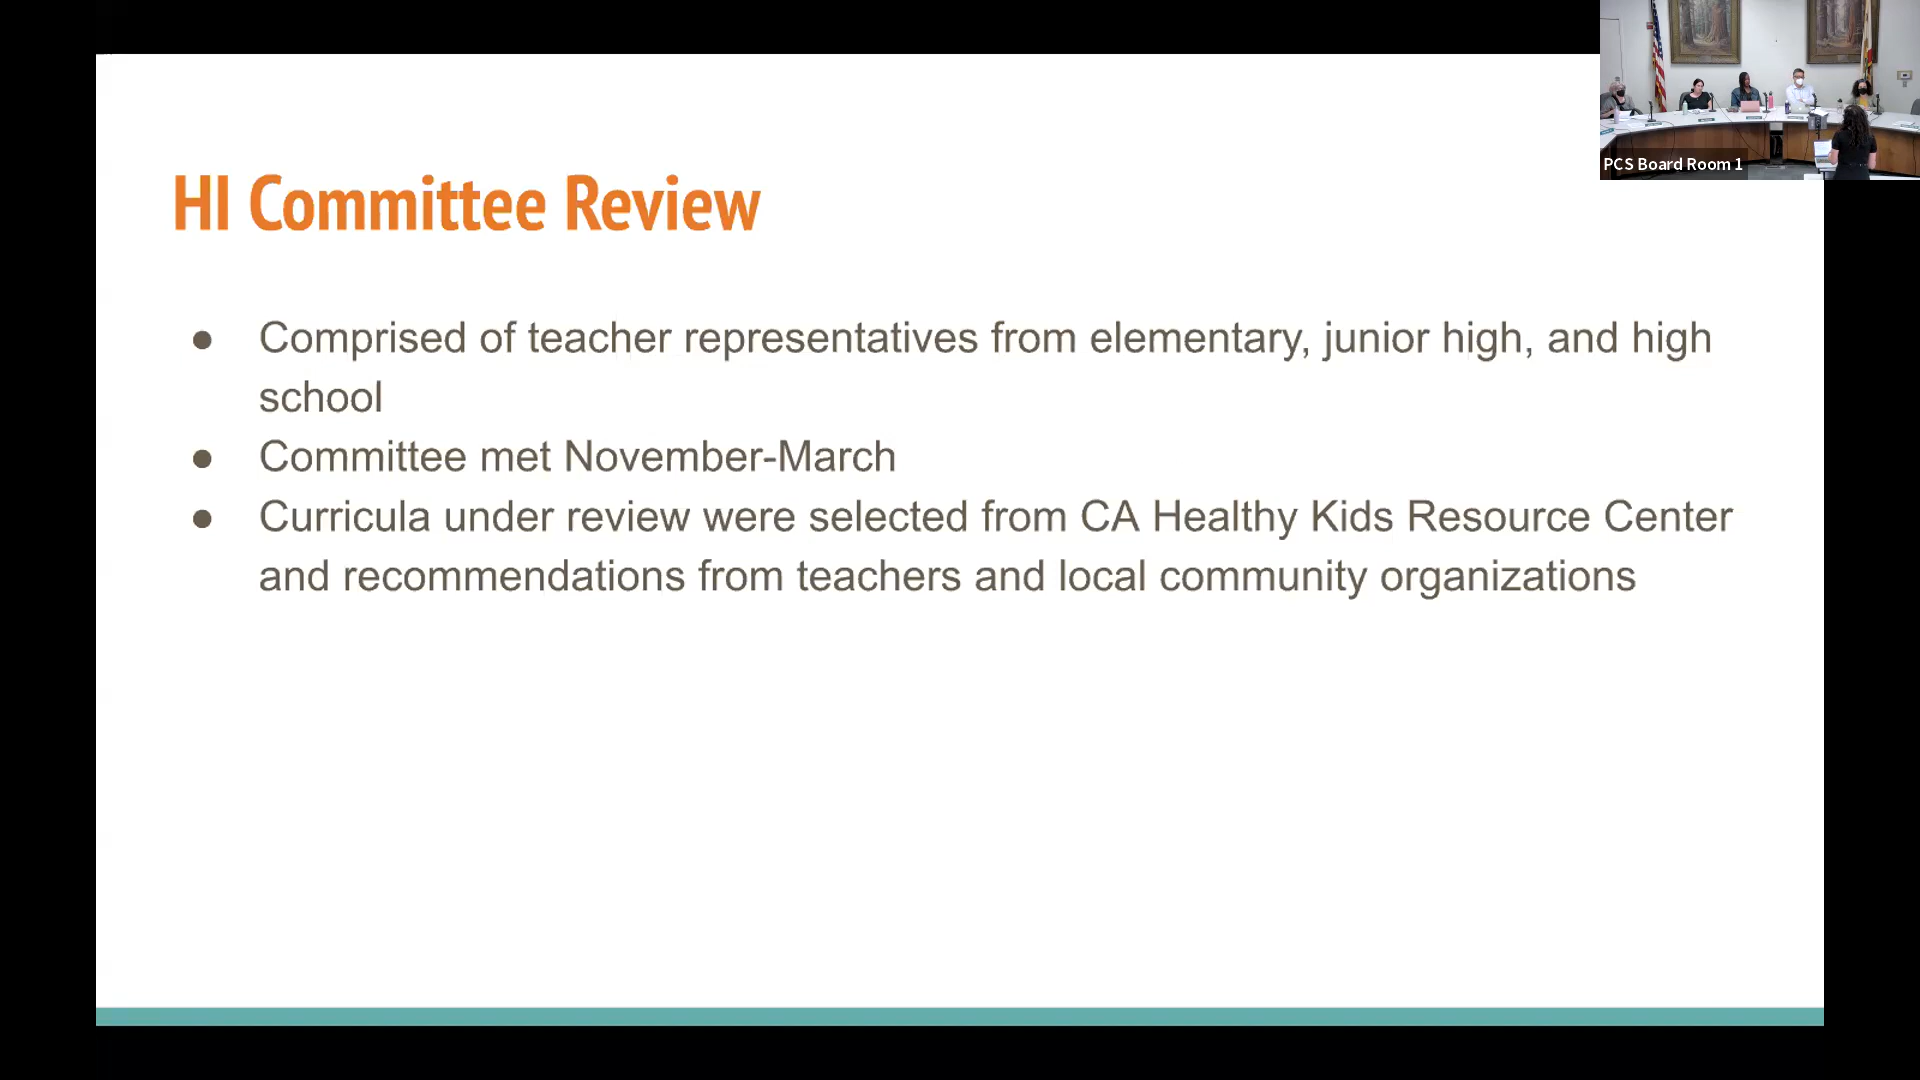 PCS Board Room 1
HI Committee Review
● Comprised of teacher representatives from elementary, junior high, and high
school
● Committee met November-March
● Curricula under review were selected from CA Healthy Kids Resource Center
and recommendations from teachers and local community organizations